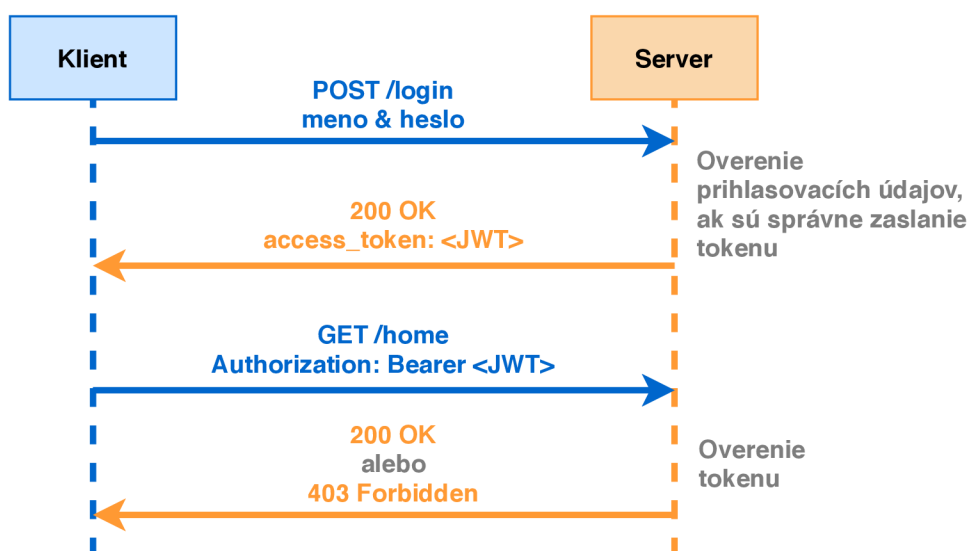 Klient
Server
POST /login
meno & heslo
Overenie
prihlasovacích údajov,
ak sú správne zaslanie
tokenu
200 OK
access_token: <JWT>
GET /home
Authorization: Bearer <JWT>
200 OK
alebo
403 Forbidden
Overenie
tokenu